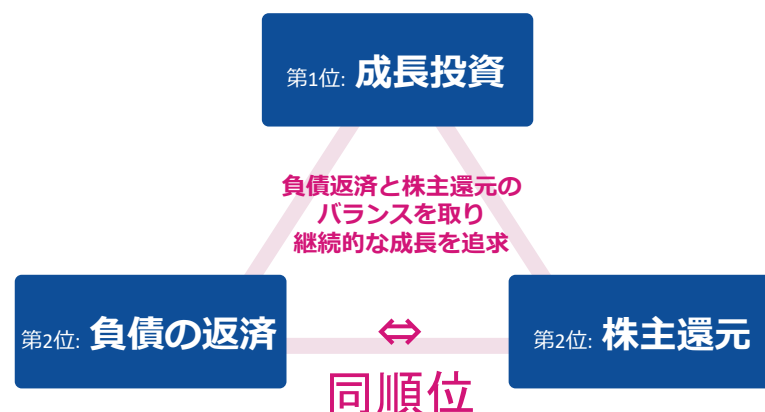 第1位: 成長投資
負債返済と株主還元の
バランスを取り
継続的な成長を追求
第2位: 負債の返済
⇔
第2位: 株主還元
同順位